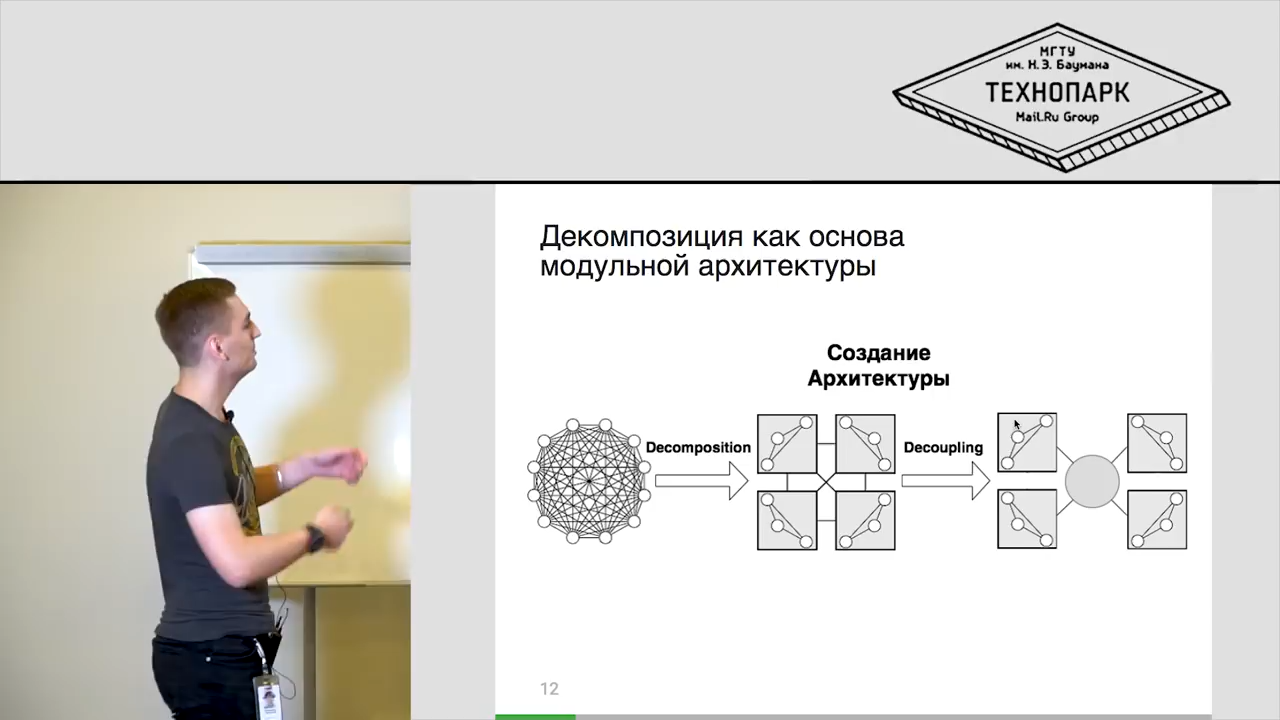 МГТУ
им. Н.Э. Баумана
ТЕХНОПАРК
Mail.Ru Group
Декомпозиция как основа
модульной архитектуры
Создание
Архитектуры
Decomposition
Decoupling
12